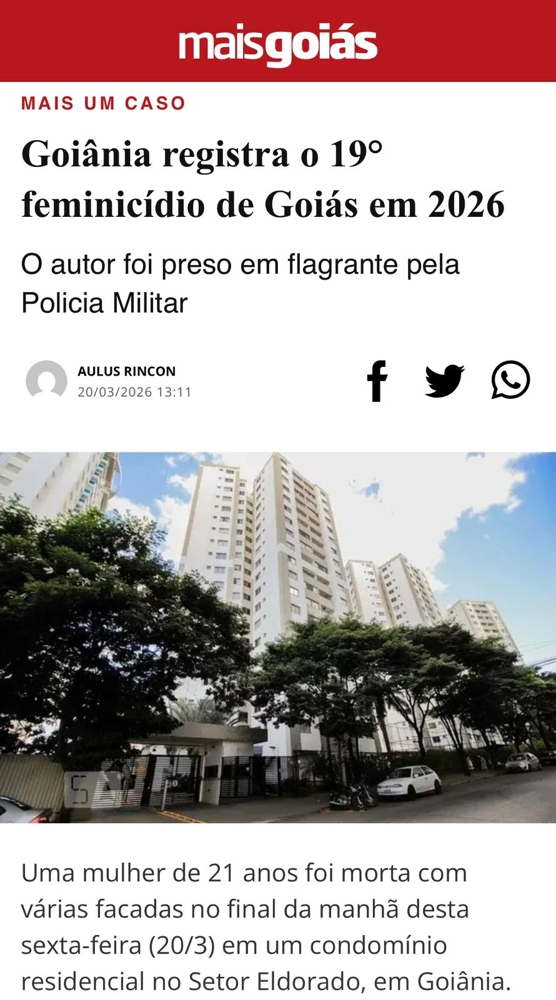 maisgoiás
MAIS UM CASO
Goiânia registra o 19°
feminicídio de Goiás em 2026
O autor foi preso em flagrante pela
Policia Militar
AULUS RINCON
20/03/2026 13:11
Uma mulher de 21 anos foi morta com
várias facadas no final da manhã desta
sexta-feira (20/3) em um condomínio
residencial no Setor Eldorado, em Goiânia.